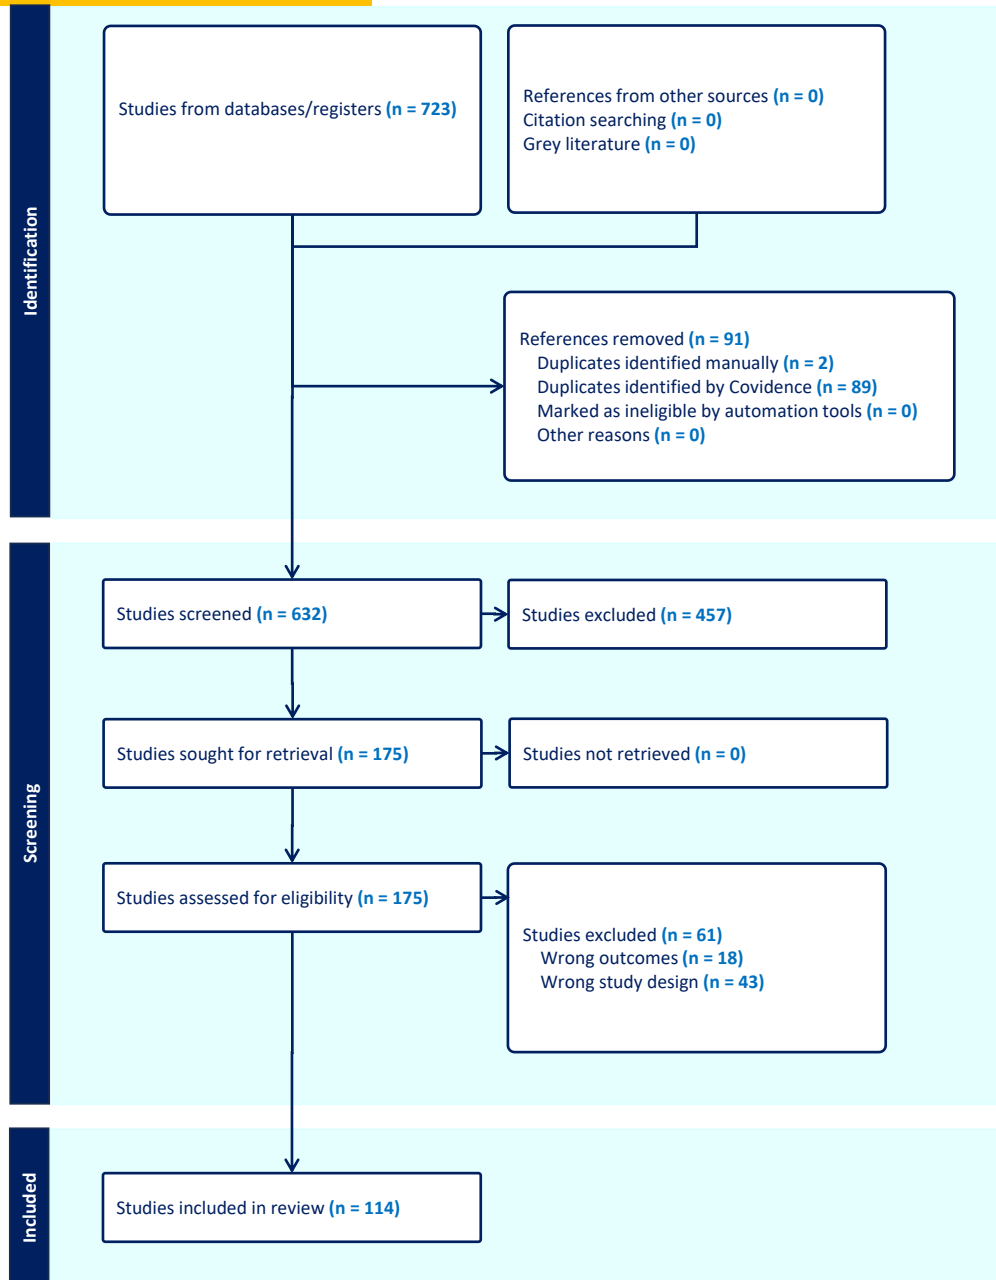 Identification
Studies from databases/registers (n = 723)
References from other sources (n = 0)
Citation searching (n = 0)
Grey literature (n = 0)
References removed (n = 91)
Duplicates identified manually (n = 2)
Duplicates identified by Covidence (n = 89)
Marked as ineligible by automation tools (n = 0)
Other reasons (n = 0)
Screening
Studies screened (n = 632)
Studies excluded (n = 457)
Studies sought for retrieval (n = 175)
Studies not retrieved (n = 0)
Studies assessed for eligibility (n = 175)
Studies excluded (n = 61)
Wrong outcomes (n = 18)
Wrong study design (n = 43)
Included
Studies included in review (n = 114)